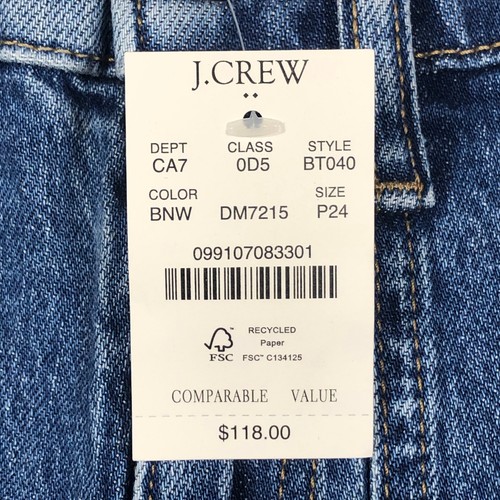 J.CREW
DEPT CLASS STYLE
CA7 0D5 BT040
COLOR SIZE
BNW DM7215 P24
099107083301
RECYCLED
Paper
FSC FSC™ C134125
COMPARABLE VALUE
$118.00